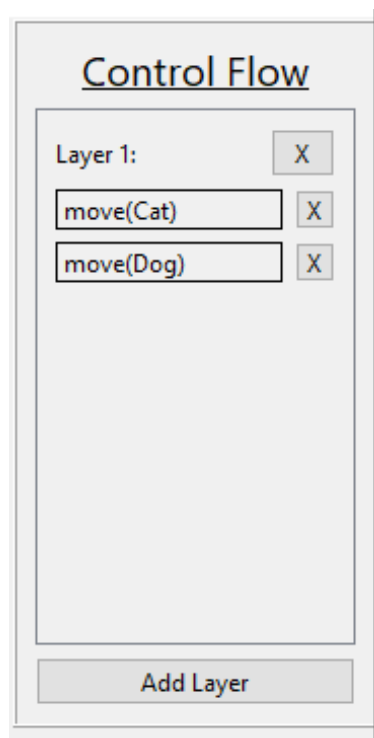 Control Flow
Layer 1: X
move(Cat) X
move(Dog) X
Add Layer